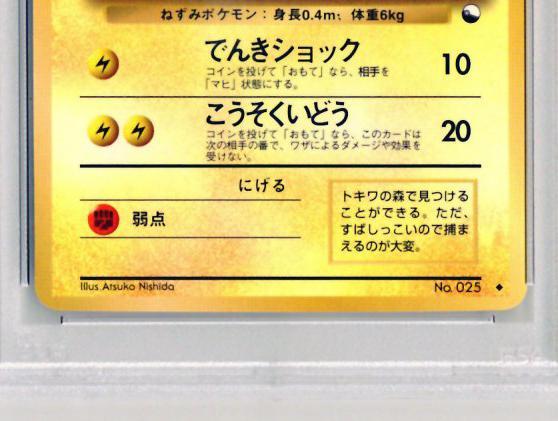 ねずみポケモン：身長0.4m、体重6kg
でんきショック 10
コインを投げて「おもて」なら、相手を
「マヒ」状態にする。
こうそくいどう 20
コインを投げて「おもて」なら、このカードは
次の相手の番で、ワザによるダメージや効果を
受けない。
にげる
弱点
トキワの森で見つける
ことができる。ただ、
すばしっこいので捕ま
えるのが大変。
Illus. Atsuko Nishida
No. 025